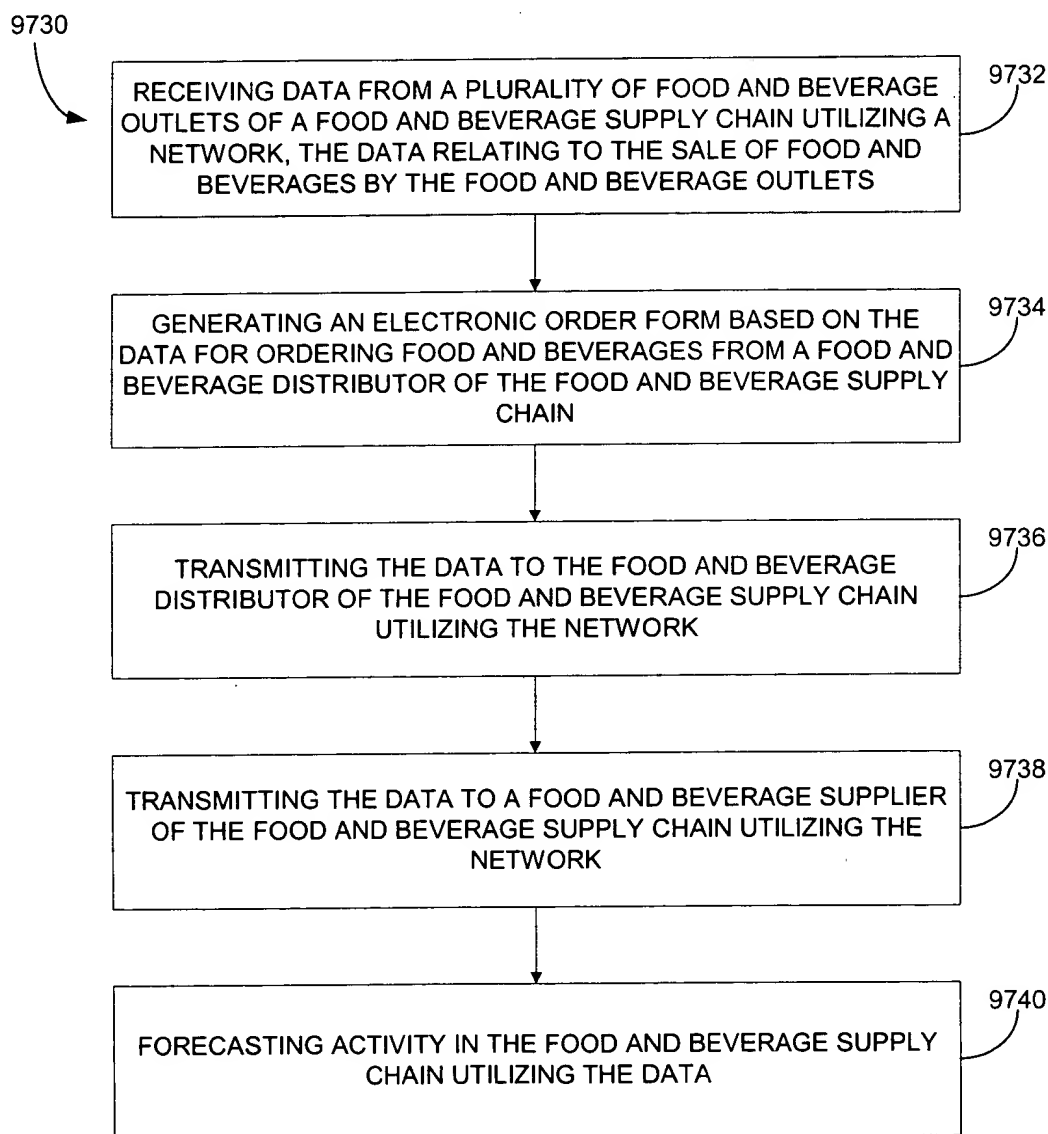 9730
9732
RECEIVING DATA FROM A PLURALITY OF FOOD AND BEVERAGE
OUTLETS OF A FOOD AND BEVERAGE SUPPLY CHAIN UTILIZING A
NETWORK, THE DATA RELATING TO THE SALE OF FOOD AND
BEVERAGES BY THE FOOD AND BEVERAGE OUTLETS
9734
GENERATING AN ELECTRONIC ORDER FORM BASED ON THE
DATA FOR ORDERING FOOD AND BEVERAGES FROM A FOOD AND
BEVERAGE DISTRIBUTOR OF THE FOOD AND BEVERAGE SUPPLY
CHAIN
9736
TRANSMITTING THE DATA TO THE FOOD AND BEVERAGE
DISTRIBUTOR OF THE FOOD AND BEVERAGE SUPPLY CHAIN
UTILIZING THE NETWORK
9738
TRANSMITTING THE DATA TO A FOOD AND BEVERAGE SUPPLIER
OF THE FOOD AND BEVERAGE SUPPLY CHAIN UTILIZING THE
NETWORK
9740
FORECASTING ACTIVITY IN THE FOOD AND BEVERAGE SUPPLY
CHAIN UTILIZING THE DATA